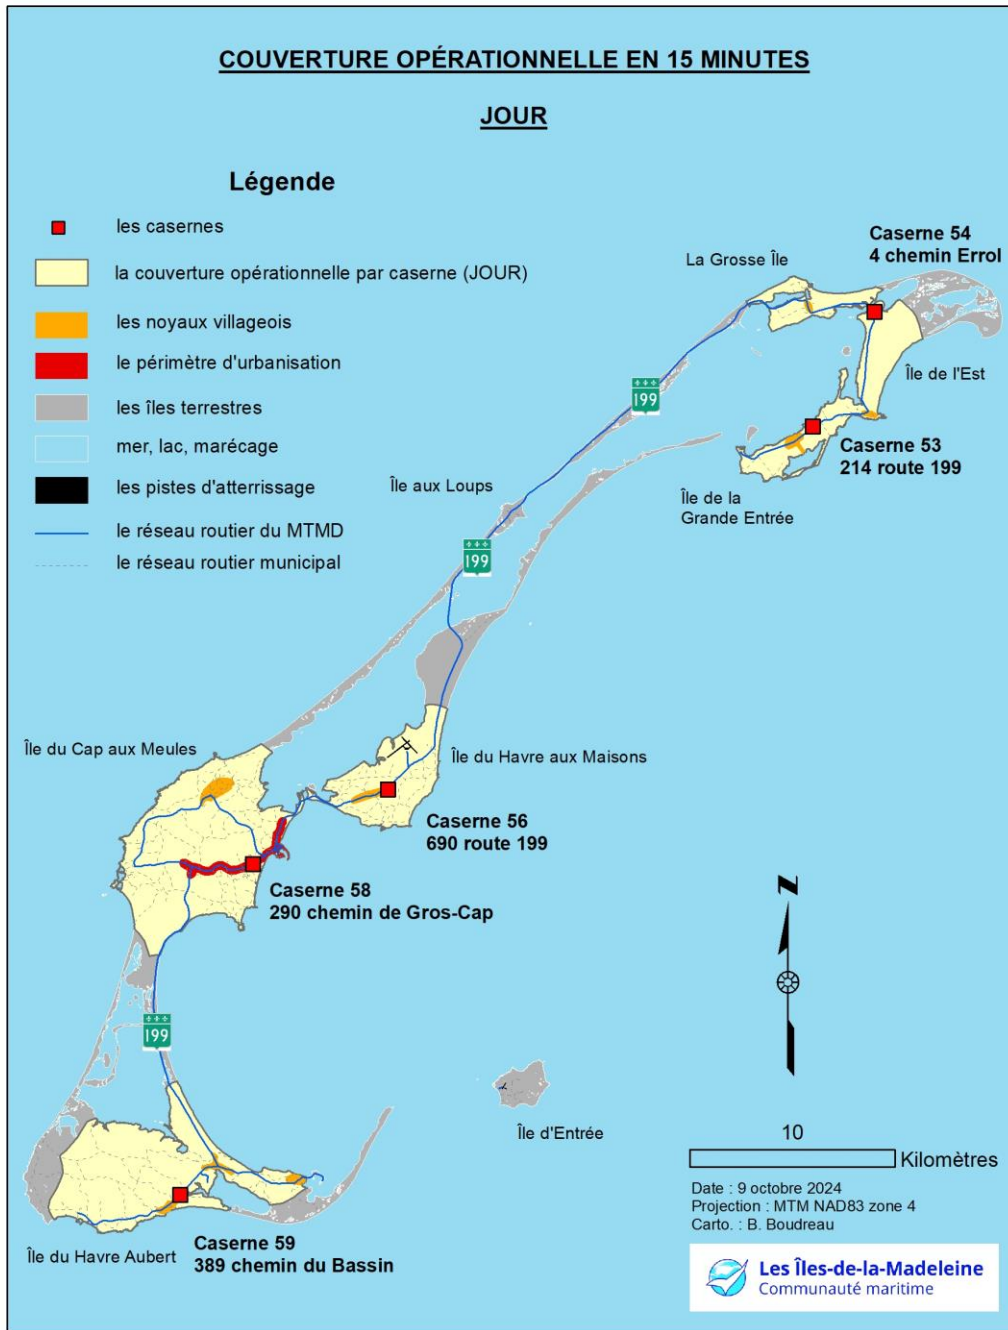 COUVERTURE OPÉRATIONNELLE EN 15 MINUTES
JOUR
Légende
les casernes
la couverture opérationnelle par caserne (JOUR)
les noyaux villageois
le périmètre d'urbanisation
les îles terrestres
mer, lac, marécage
les pistes d'atterrissage
le réseau routier du MTMD
le réseau routier municipal
Caserne 54
4 chemin Errol
La Grosse Île
Île de l'Est
199
Caserne 53
214 route 199
Île de la
Grande Entrée
Île aux Loups
199
Île du Cap aux Meules
Île du Havre aux Maisons
Caserne 56
690 route 199
Caserne 58
290 chemin de Gros-Cap
N
199
Île d'Entrée
10
Kilomètres
Date : 9 octobre 2024
Projection : MTM NAD83 zone 4
Carto. : B. Boudreau
Île du Havre Aubert
Caserne 59
389 chemin du Bassin
Les Îles-de-la-Madeleine
Communauté maritime